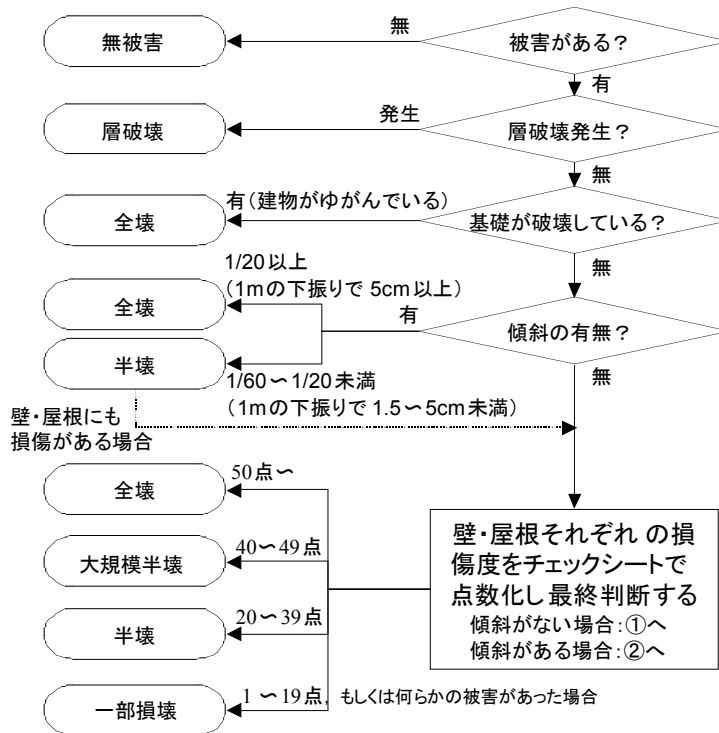 無
無被害
被害がある？
有
発生
層破壊
層破壊発生？
無
有（建物がゆがんでいる）
全壊
基礎が破壊している？
1/20以上
（1mの下振りで 5cm以上）
無
全壊
有
傾斜の有無？
半壊
1/60～1/20未満
（1mの下振りで 1.5～5cm未満）
無
壁・屋根にも
損傷がある場合
50点～
全壊
壁・屋根それぞれ の損
傷度をチェックシートで
点数化し最終判断する
傾斜がない場合：①へ
傾斜がある場合：②へ
40～49点
大規模半壊
20～39点
半壊
1 ～19点， もしくは何らかの被害があった場合
一部損壊